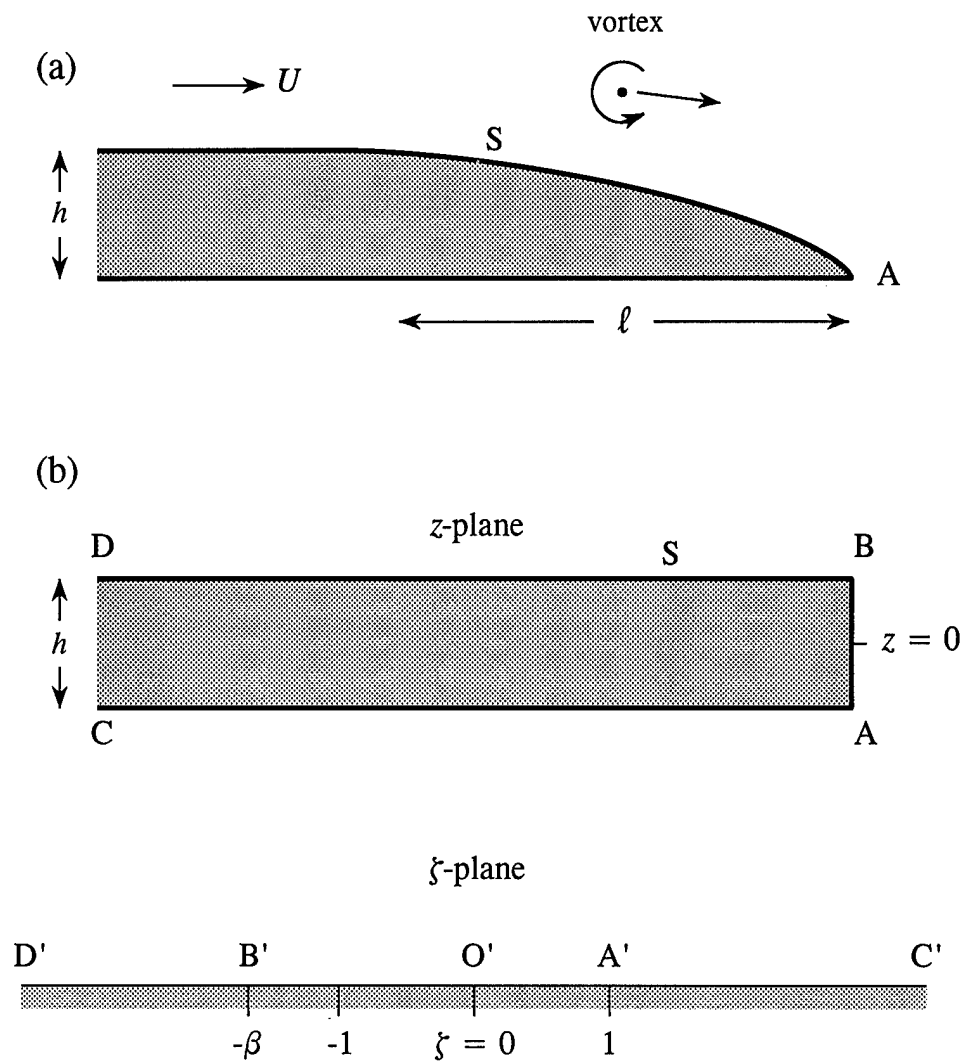 vortex
(a)
U
S
h
A
ℓ
(b)
z-plane
D
S
B
h
z = 0
C
A
ζ-plane
D'
B'
O'
A'
C'
-β
-1
ζ = 0
1